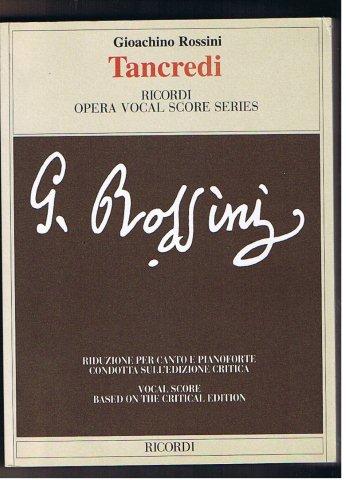 Gioachino Rossini
Tancredi
RICORDI
OPERA VOCAL SCORE SERIES
G. Rossini
RIDUZIONE PER CANTO E PIANOFORTE
CONDOTTA SULL'EDIZIONE CRITICA
VOCAL SCORE
BASED ON THE CRITICAL EDITION
RICORDI